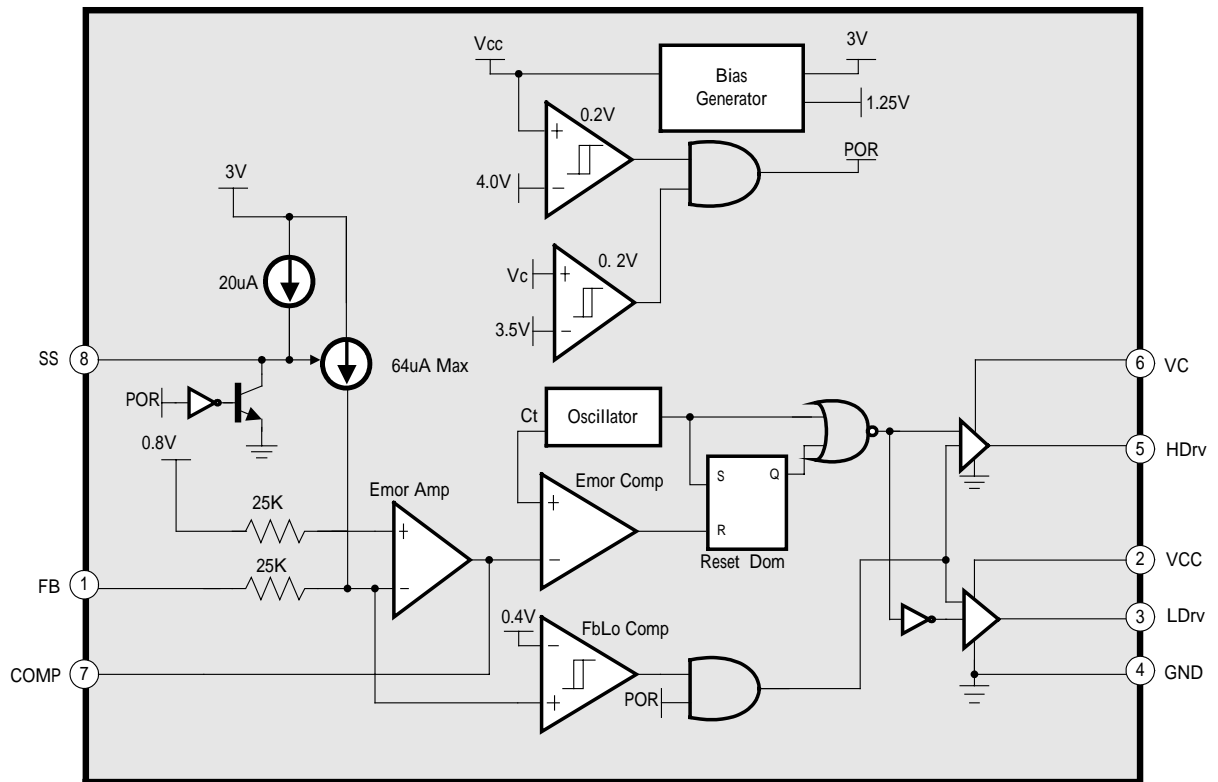 Vcc
Bias
Generator
3V
1.25V
0.2V
+
4.0V
−
POR
3V
0. 2V
Vc
+
3.5V
−
20uA
SS
8
64uA Max
6
VC
POR
Ct
Oscillator
0.8V
5
HDrv
25K
Emor Amp
+
Emor Comp
+
S
Q
R
−
Reset Dom
25K
FB
1
−
2
VCC
0.4V
−
FbLo Comp
3
LDrv
COMP
7
+
POR
4
GND